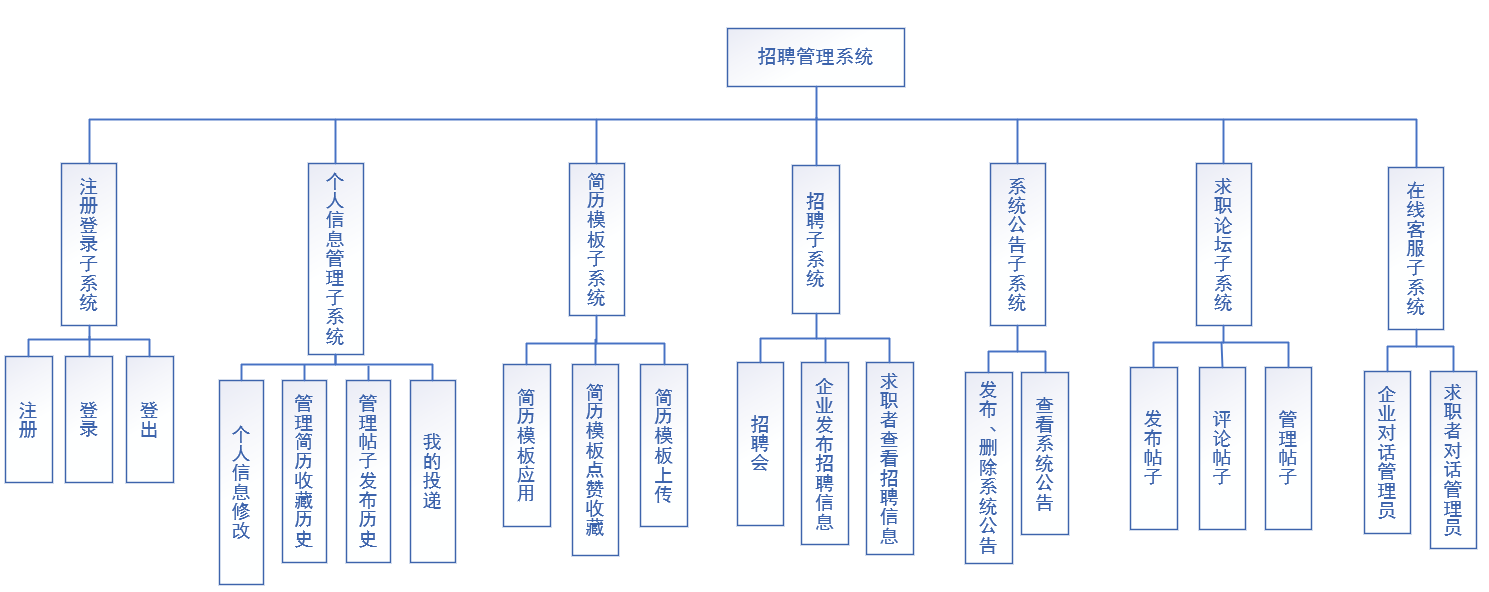 招聘管理系统
注册登录子系统
个人信息管理子系统
简历模板子系统
招聘子系统
系统公告子系统
求职论坛子系统
在线客服子系统
注册
登录
登出
个人信息修改
管理简历收藏历史
管理帖子发布历史
我的投递
简历模板应用
简历模板点赞收藏
简历模板上传
招聘会
企业发布招聘信息
求职者查看招聘信息
发布、删除系统公告
查看系统公告
发布帖子
评论帖子
管理帖子
企业对话管理员
求职者对话管理员